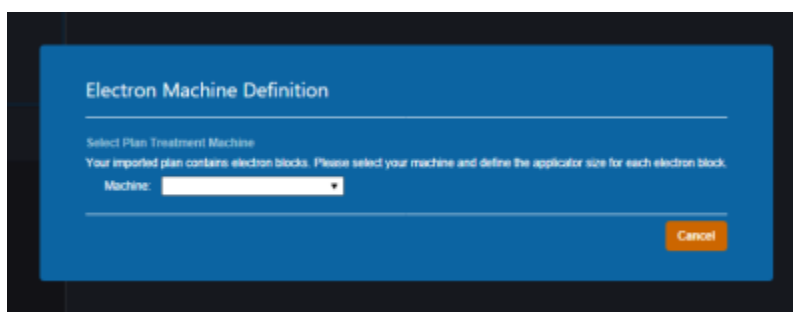 Electron Machine Definition
Select Plan Treatment Machine
Your imported plan contains electron blocks. Please select your machine and define the applicator size for each electron block.
Machine:
Cancel